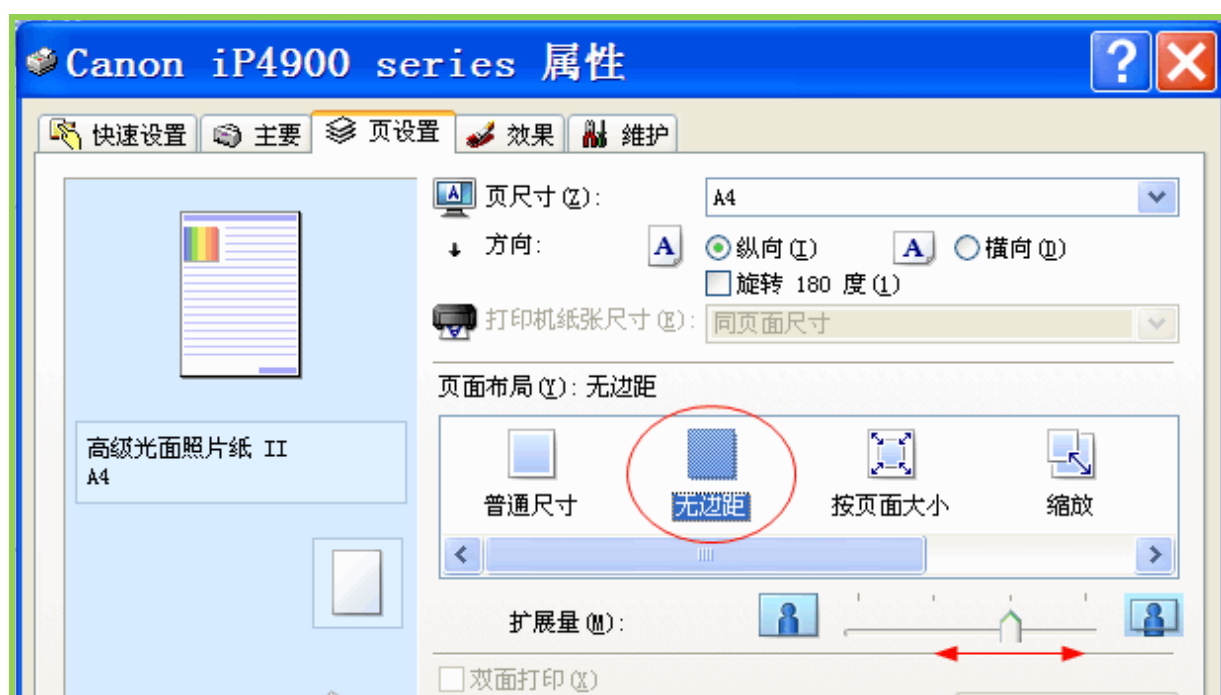 Canon iP4900 series 属性
快速设置 主要 页设置 效果 维护
页尺寸(Z): A4
方向: A 纵向(I) A 横向(D)
旋转 180 度(1)
打印机纸张尺寸(E): 同页面尺寸
页面布局(Y): 无边距
高级光面照片纸 II
A4
普通尺寸 无边距 按页面大小 缩放
扩展量(M):
双面打印(X)